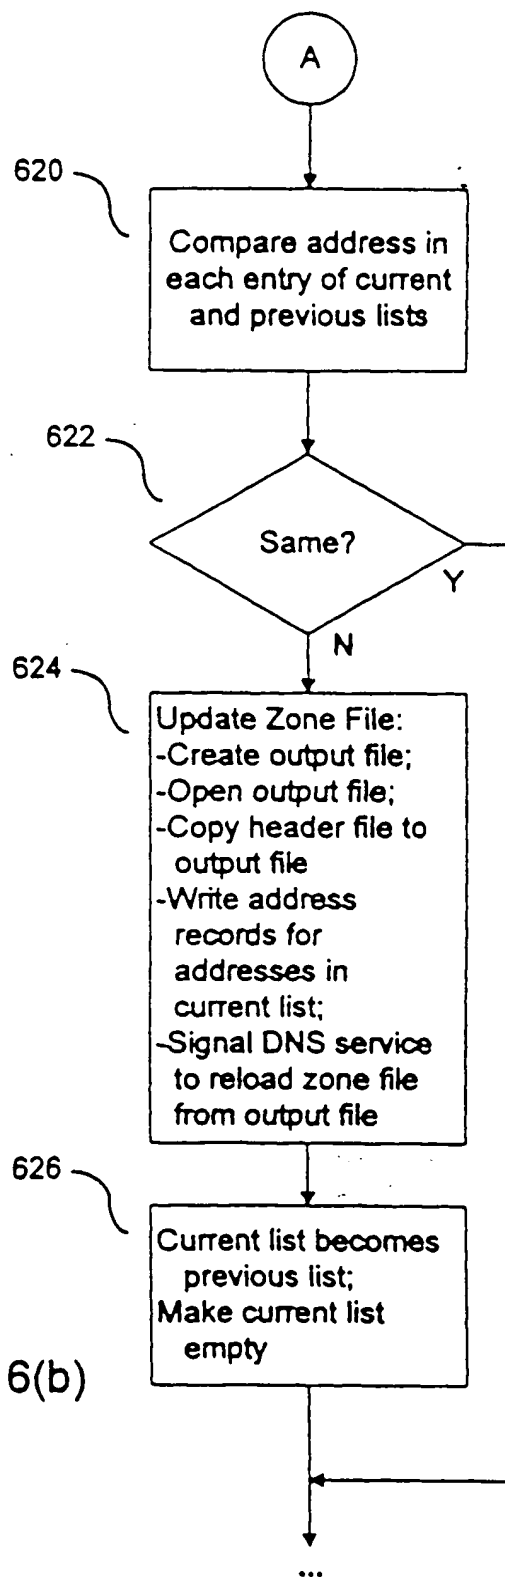 A
620
Compare address in
each entry of current
and previous lists
622
Same?
Y
N
624
Update Zone File:
-Create output file;
-Open output file;
-Copy header file to
output file
-Write address
records for
addresses in
current list;
-Signal DNS service
to reload zone file
from output file
626
Current list becomes
previous list;
Make current list
empty
6(b)
...